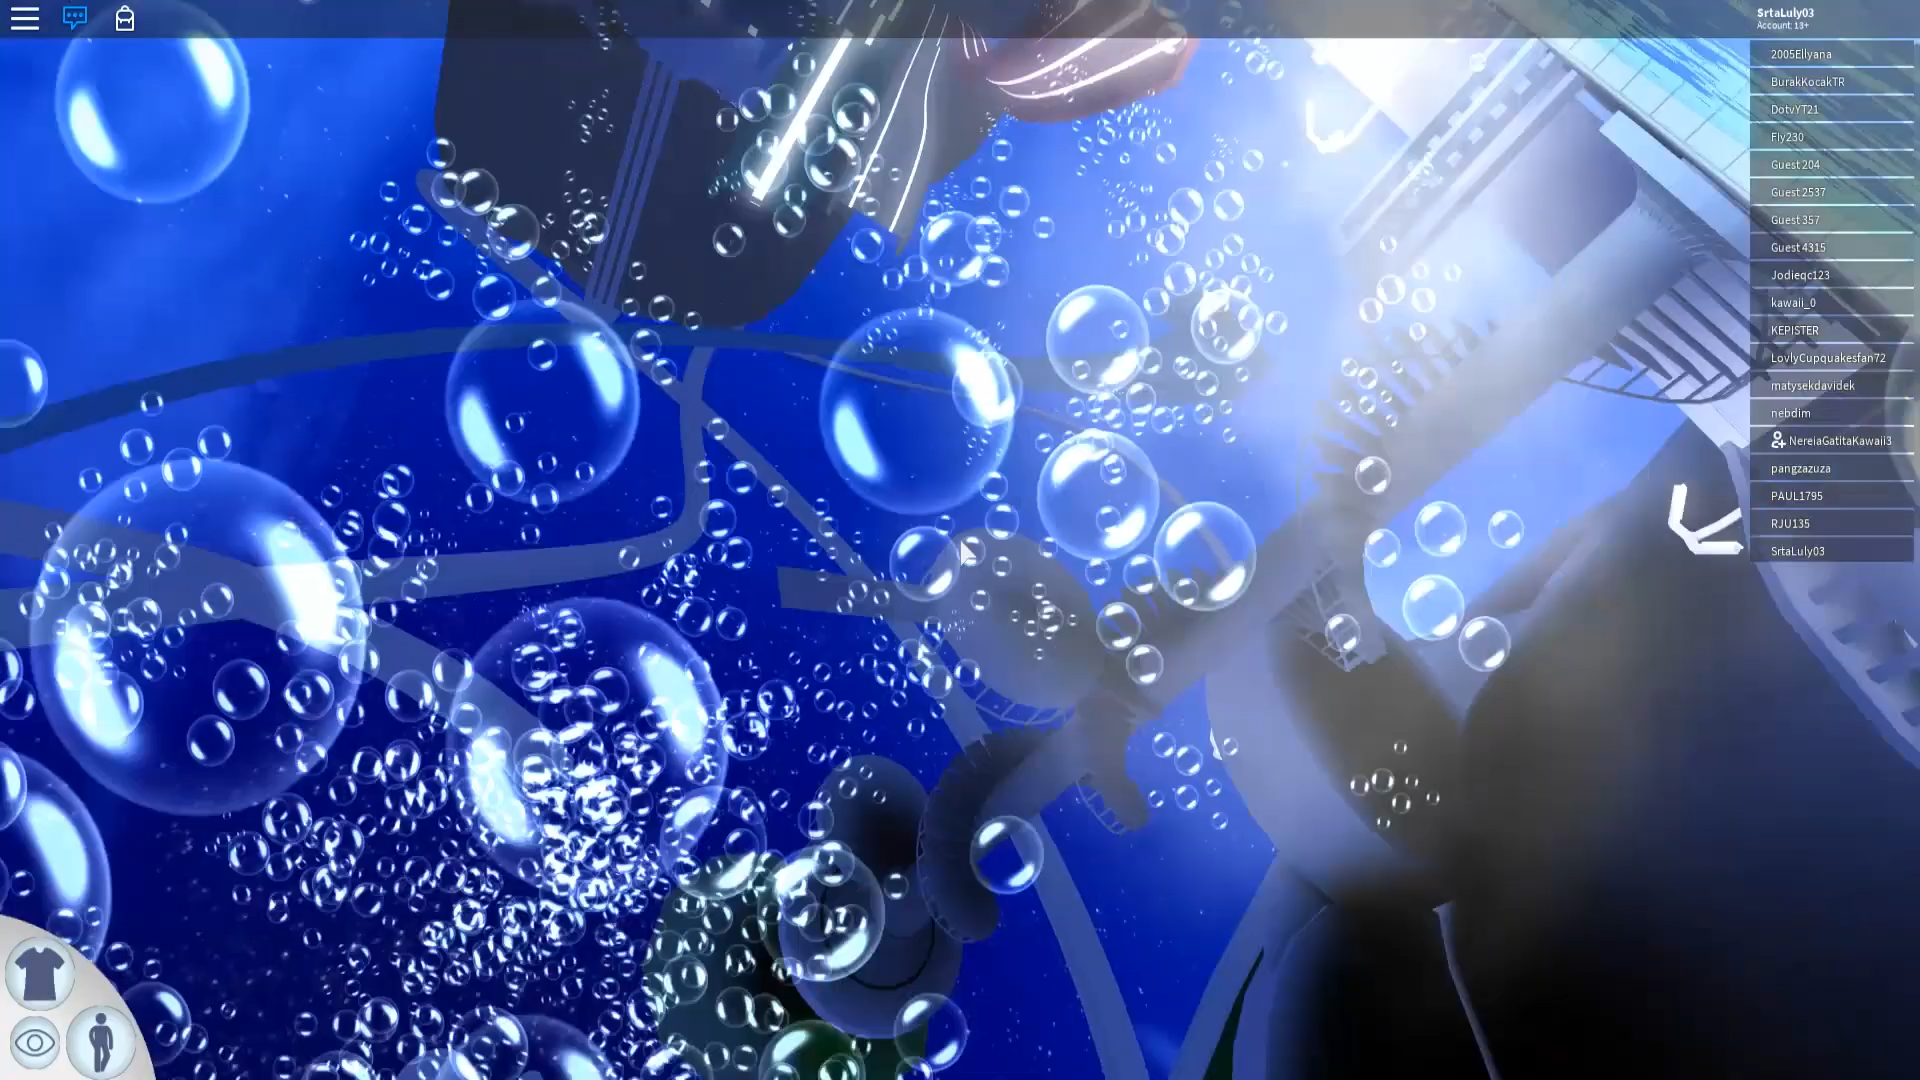 SrtaLuly03
Account: 13+
2005Ellyana
BurakKocakTR
DotvYT21
Fly230
Guest 204
Guest 2537
Guest 357
Guest 4315
Jodieqc123
kawaii_0
KEPISTER
LovlyCupquakesfan72
matysekdavidek
nebdim
NereiaGatitaKawaii3
pangzazuza
PAUL1795
RJU135
SrtaLuly03